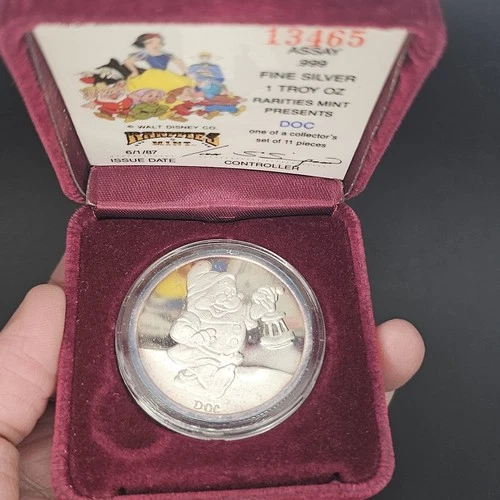 13465
ASSAY
.999
FINE SILVER
1 TROY OZ
RARITIES MINT
PRESENTS
DOC
one of a collector's
set of 11 pieces
© WALT DISNEY CO.
RARITIES
MINT
6/1/87
ISSUE DATE
CONTROLLER
DOC